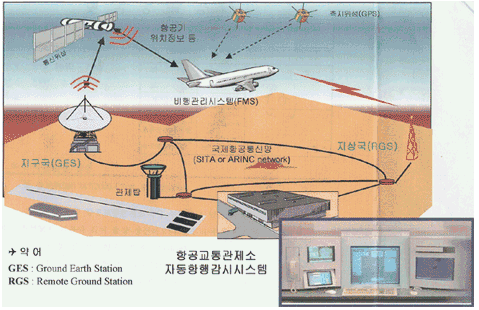 항공기
위치정보 등
측지위성(GPS)
통신위성
비행관리시스템(FMS)
국제항공통신망
(SITA or ARINC network)
지구국(GES)
지상국(RGS)
관제탑
✈ 약 어
GES : Ground Earth Station
RGS : Remote Ground Station
항공교통관제소
자동항행감시시스템